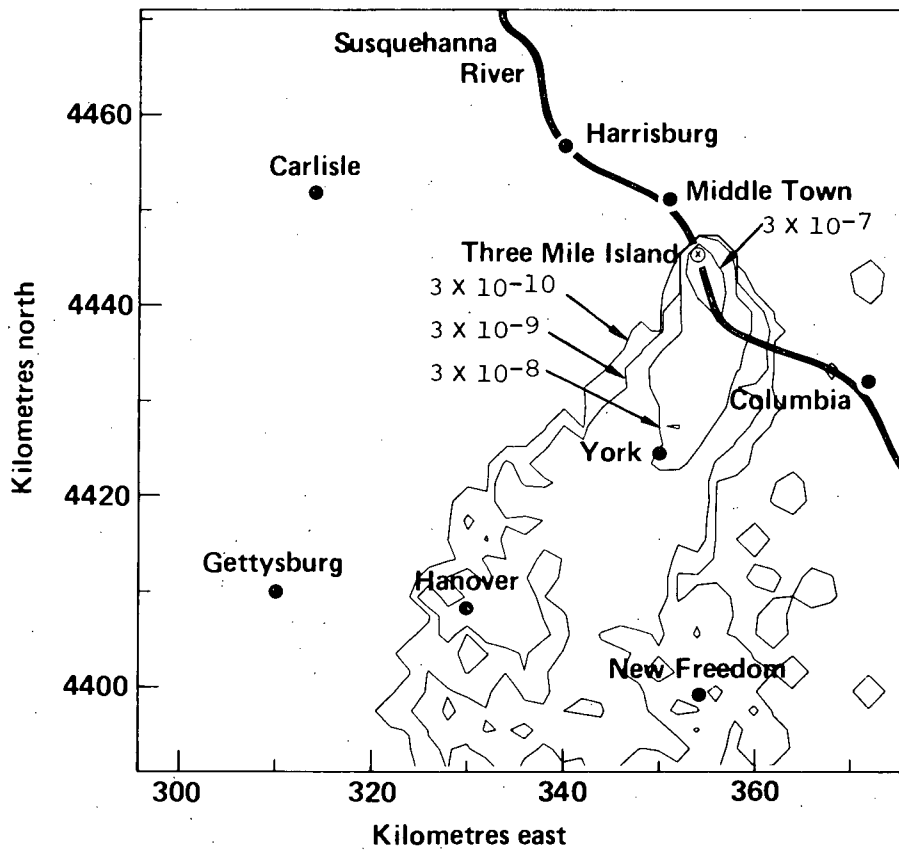 Susquehanna
River
4460
Harrisburg
Carlisle
Middle Town
3 X 10-7
Three Mile Island
3 X 10-10
4440
3 X 10-9
3 X 10-8
Columbia
York
4420
Gettysburg
Hanover
New Freedom
4400
Kilometres north
300
320
340
360
Kilometres east